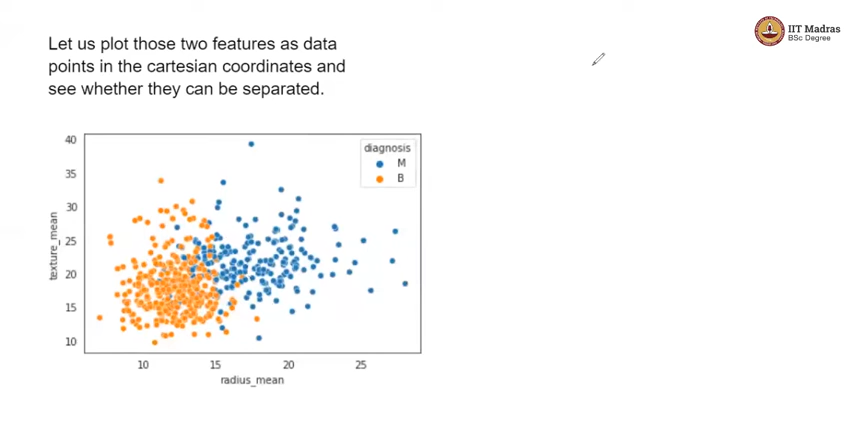 IIT Madras
BSc Degree
Let us plot those two features as data
points in the cartesian coordinates and
see whether they can be separated.
diagnosis
M
B
40
35
30
25
20
15
10
texture_mean
10 15 20 25
radius_mean